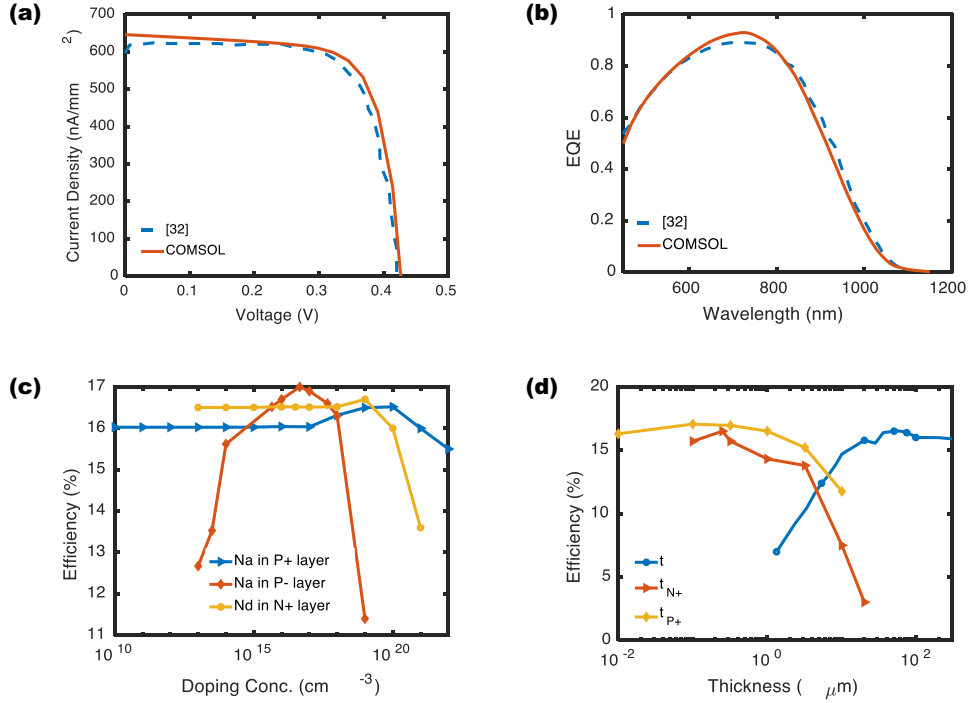 (a)
700
600
500
400
300
200
100
0
Current Density (nA/mm 2)
[32]
COMSOL
0 0.1 0.2 0.3 0.4 0.5
Voltage (V)
(b)
1
0.8
0.6
0.4
0.2
0
EQE
[32]
COMSOL
600 800 1000 1200
Wavelength (nm)
(c)
17
16
15
14
13
12
11
Efficiency (%)
Na in P+ layer
Na in P- layer
Nd in N+ layer
10 10 10 15 10 20
Doping Conc. (cm -3)
(d)
20
15
10
5
0
Efficiency (%)
t
t N+
t P+
10 -2 10 0 10 2
Thickness ( μm)